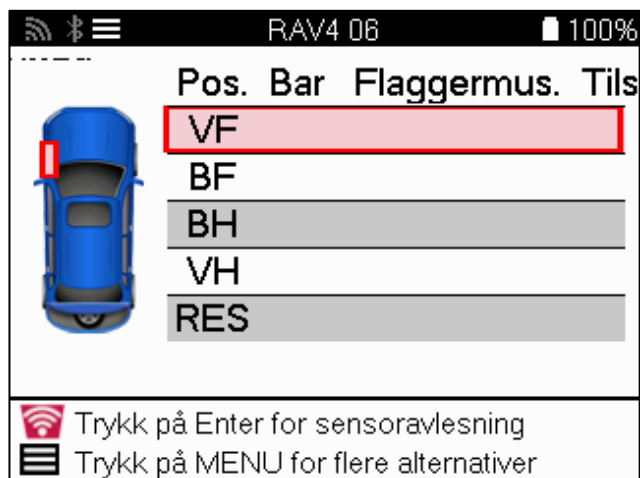 RAV4 06 100%
Pos. Bar Flaggermus. Tils
VF
BF
BH
VH
RES
Trykk på Enter for sensoravlesning
Trykk på MENU for flere alternativer